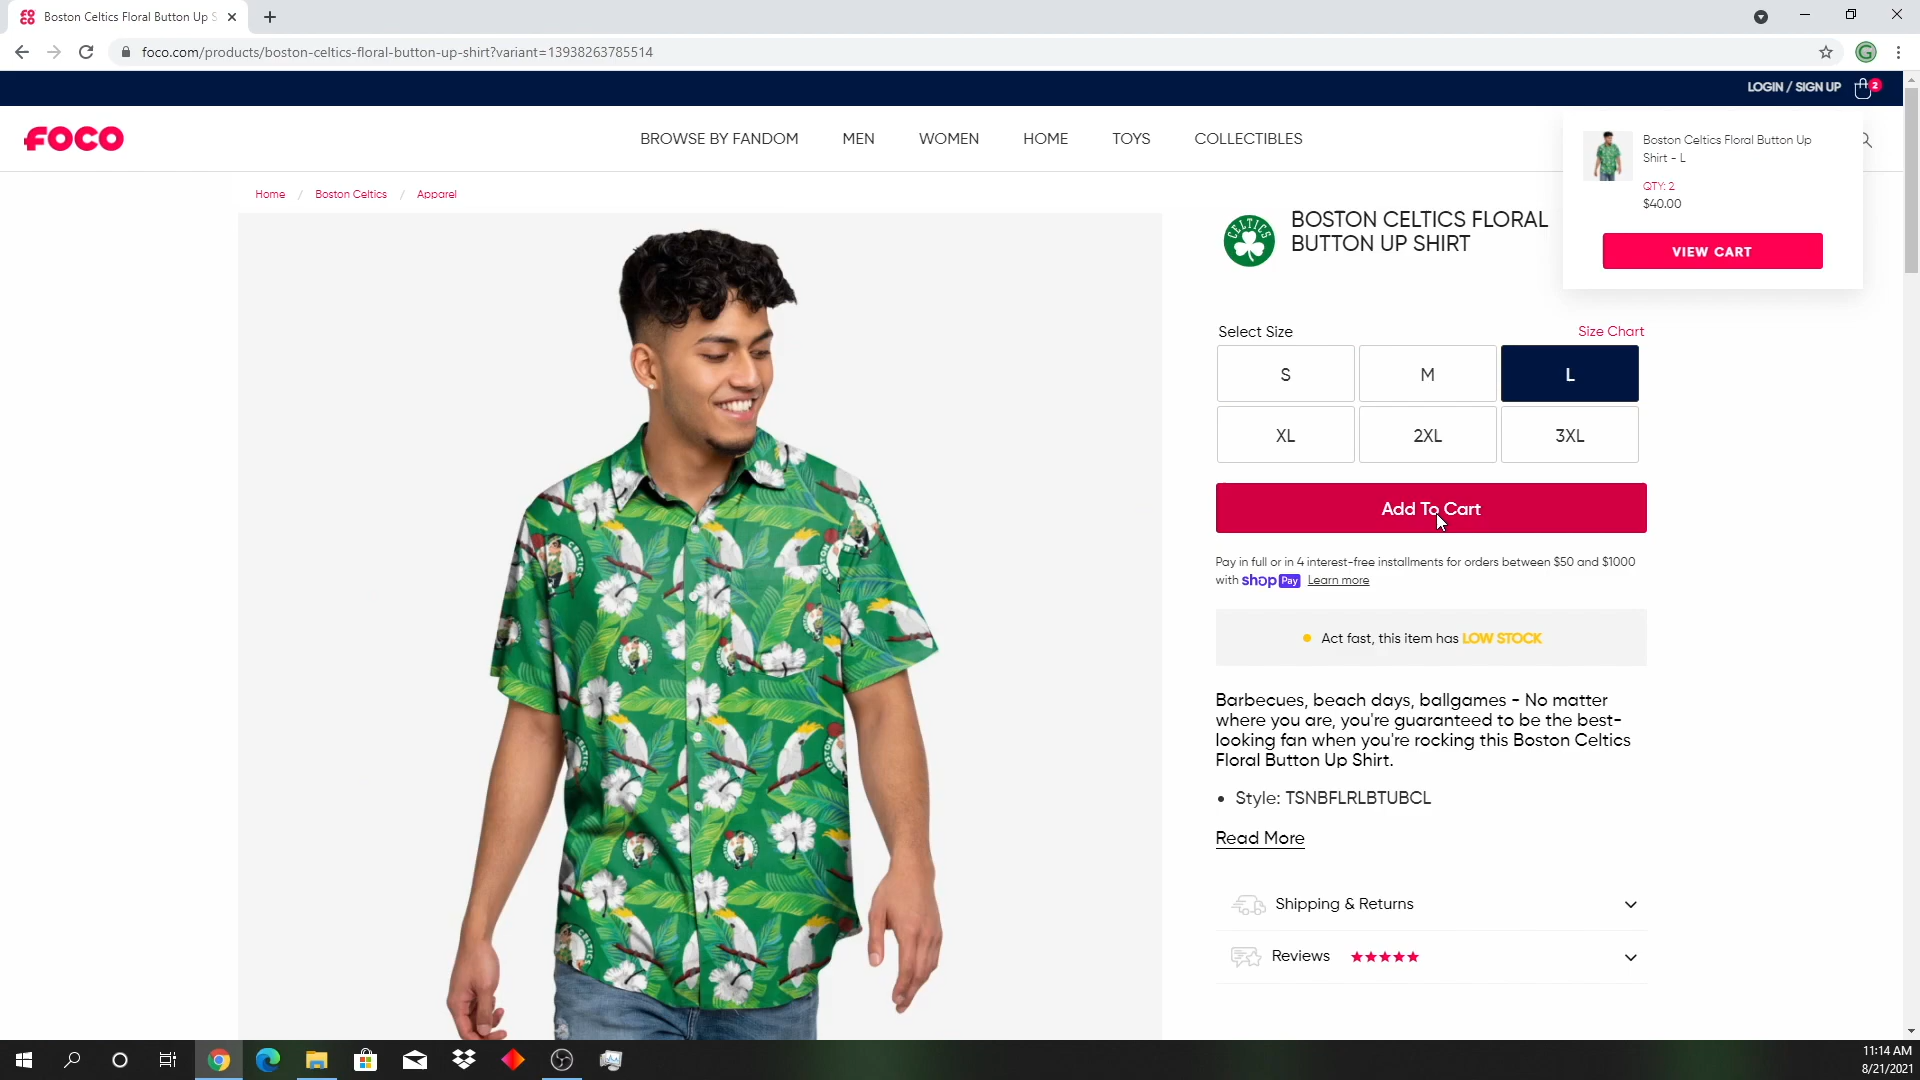 Boston Celtics Floral Button Up S
foco.com/products/boston-celtics-floral-button-up-shirt?variant=13938263785514
LOGIN / SIGN UP
2
FOCO
BROWSE BY FANDOM
MEN
WOMEN
HOME
TOYS
COLLECTIBLES
Boston Celtics Floral Button Up
Shirt - L
QTY: 2
$40.00
VIEW CART
Home / Boston Celtics / Apparel
CELTICS
BOSTON CELTICS FLORAL
BUTTON UP SHIRT
Select Size
Size Chart
S
M
L
XL
2XL
3XL
Add To Cart
Pay in full or in 4 interest-free installments for orders between $50 and $1000
with shop Pay Learn more
Act fast, this item has LOW STOCK
Barbecues, beach days, ballgames - No matter
where you are, you're guaranteed to be the best-
looking fan when you're rocking this Boston Celtics
Floral Button Up Shirt.
• Style: TSNBFLRLBTUBCL
Read More
Shipping & Returns
Reviews
11:14 AM
8/21/2021